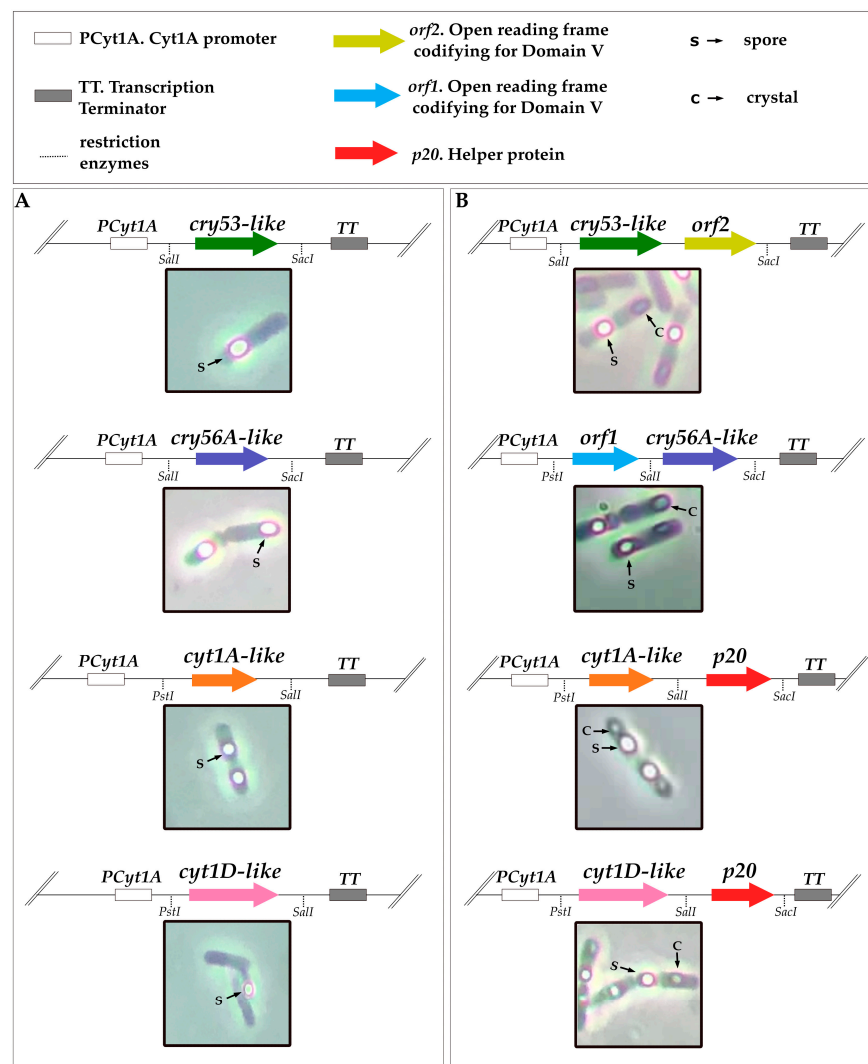 PCyt1A. Cyt1A promoter
TT. Transcription
Terminator
restriction
enzymes
orf2. Open reading frame
codifying for Domain V
orf1. Open reading frame
codifying for Domain V
p20. Helper protein
s → spore
c → crystal
A
PCyt1A cry53-like TT
SalI SacI
s
PCyt1A cry56A-like TT
SalI SacI
s
PCyt1A cyt1A-like TT
PstI SalI
s
PCyt1A cyt1D-like TT
PstI SalI
s
B
PCyt1A cry53-like orf2 TT
SalI SacI
c
s
PCyt1A orf1 cry56A-like TT
PstI SalI SacI
c
s
PCyt1A cyt1A-like p20 TT
PstI SalI SacI
c
s
PCyt1A cyt1D-like p20 TT
PstI SalI SacI
s c